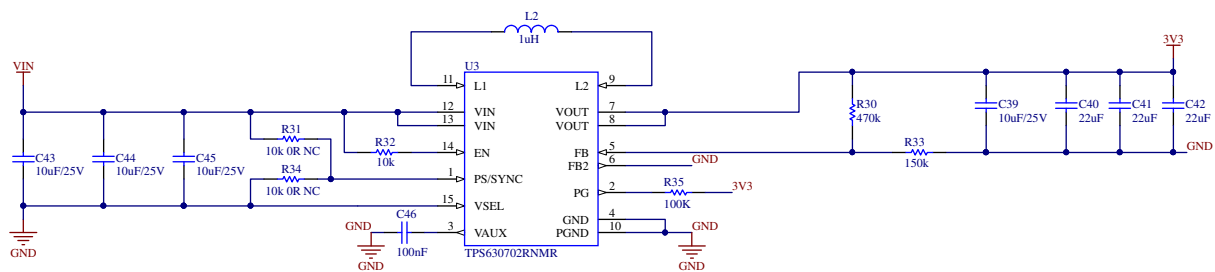 L2
1uH
3V3
VIN
U3
11
L1
L2
9
12
VIN
VOUT
7
13
VIN
VOUT
8
R30
470k
C39
10uF/25V
C40
22uF
C41
22uF
C42
22uF
R31
10k 0R NC
R32
10k
14
EN
FB
5
R33
150k
GND
C43
10uF/25V
C44
10uF/25V
C45
10uF/25V
FB2
6
GND
R34
10k 0R NC
1
PS/SYNC
PG
2
R35
100K
3V3
15
VSEL
GND
4
GND
C46
GND
100nF
3
VAUX
PGND
10
GND
GND
GND
TPS630702RNMR